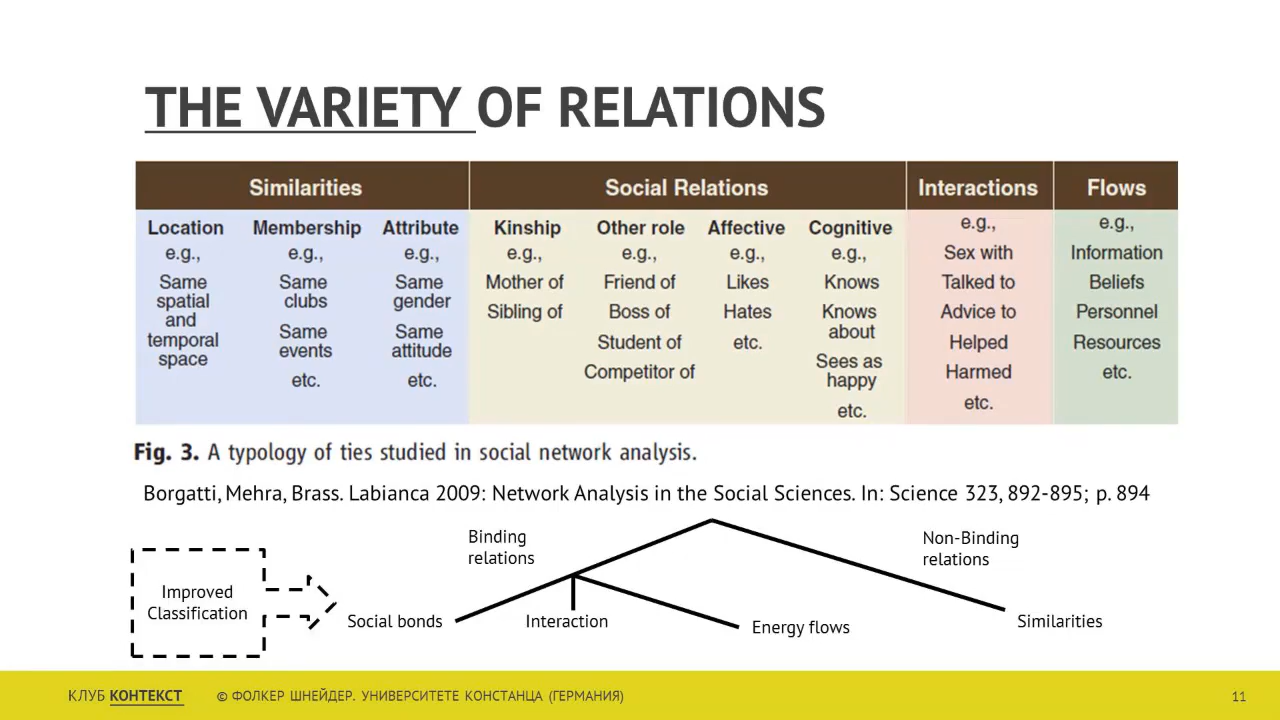 THE VARIETY OF RELATIONS
Similarities Social Relations Interactions Flows
Location
e.g.,
Same
spatial
and
temporal
space
Membership
e.g.,
Same
clubs
Same
events
etc.
Attribute
e.g.,
Same
gender
Same
attitude
etc.
Kinship
e.g.,
Mother of
Sibling of
Other role
e.g.,
Friend of
Boss of
Student of
Competitor of
Affective
e.g.,
Likes
Hates
etc.
Cognitive
e.g.,
Knows
Knows
about
Sees as
happy
etc.
e.g.,
Sex with
Talked to
Advice to
Helped
Harmed
etc.
e.g.,
Information
Beliefs
Personnel
Resources
etc.
Fig. 3. A typology of ties studied in social network analysis.
Borgatti, Mehra, Brass. Labianca 2009: Network Analysis in the Social Sciences. In: Science 323, 892-895; p. 894
Binding
relations
Non-Binding
relations
Improved
Classification
Social bonds
Interaction
Energy flows
Similarities
КЛУБ КОНТЕКСТ © ФОЛКЕР ШНЕЙДЕР. УНИВЕРСИТЕТЕ КОНСТАНЦА (ГЕРМАНИЯ) 11